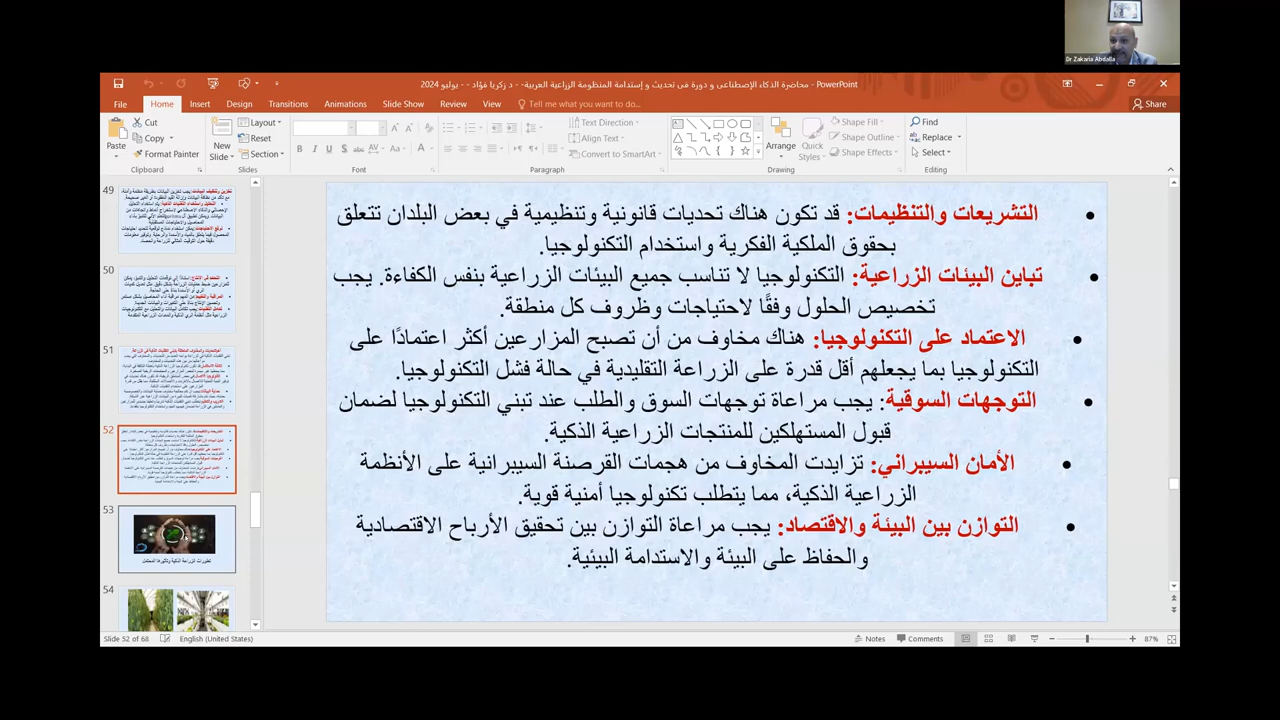 Dr Zakaria Abdalla
محاضرة الذكاء الإصطناعى و دورة فى تحديث و إستدامة المنظومة الزراعية العربية- - د زكريا فؤاد - - يوليو 2024 - PowerPoint
File Home Insert Design Transitions Animations Slide Show Review View Tell me what you want to do... Share
Paste
Cut
Copy
Format Painter
Clipboard
New Slide
Layout
Reset
Section
Slides
Font
Text Direction
Align Text
Convert to SmartArt
Paragraph
Arrange
Quick Styles
Shape Fill
Shape Outline
Shape Effects
Drawing
Find
Replace
Select
Editing
49
50
51
52
53
تطورات الزراعة الذكية وتأثيرها المحتمل
54
التشريعات والتنظيمات: قد تكون هناك تحديات قانونية وتنظيمية في بعض البلدان تتعلق
بحقوق الملكية الفكرية واستخدام التكنولوجيا.
تباين البيئات الزراعية: التكنولوجيا لا تناسب جميع البيئات الزراعية بنفس الكفاءة. يجب
تخصيص الحلول وفقًا لاحتياجات وظروف كل منطقة.
الاعتماد على التكنولوجيا: هناك مخاوف من أن تصبح المزارعين أكثر اعتمادًا على
التكنولوجيا بما يجعلهم أقل قدرة على الزراعة التقليدية في حالة فشل التكنولوجيا.
التوجهات السوقية: يجب مراعاة توجهات السوق والطلب عند تبني التكنولوجيا لضمان
قبول المستهلكين للمنتجات الزراعية الذكية.
الأمان السيبراني: تزايدت المخاوف من هجمات القرصنة السيبرانية على الأنظمة
الزراعية الذكية، مما يتطلب تكنولوجيا أمنية قوية.
التوازن بين البيئة والاقتصاد: يجب مراعاة التوازن بين تحقيق الأرباح الاقتصادية
والحفاظ على البيئة والاستدامة البيئية.
Slide 52 of 68 English (United States) Notes Comments 87%